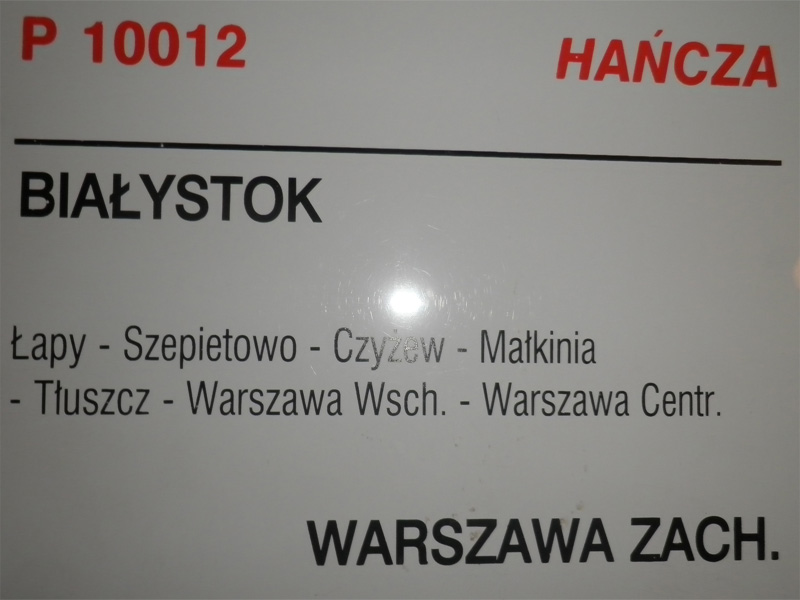 P 10012 HAŃCZA
BIAŁYSTOK
Łapy - Szepietowo - Czyżew - Małkinia
- Tłuszcz - Warszawa Wsch. - Warszawa Centr.
WARSZAWA ZACH.